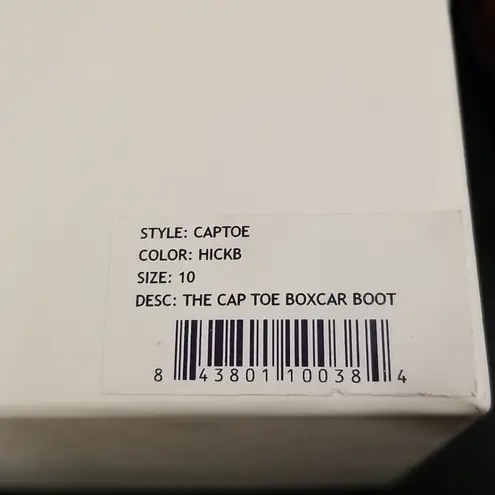 STYLE: CAPTOE
COLOR: HICKB
SIZE: 10
DESC: THE CAP TOE BOXCAR BOOT
8 43801 10038 4